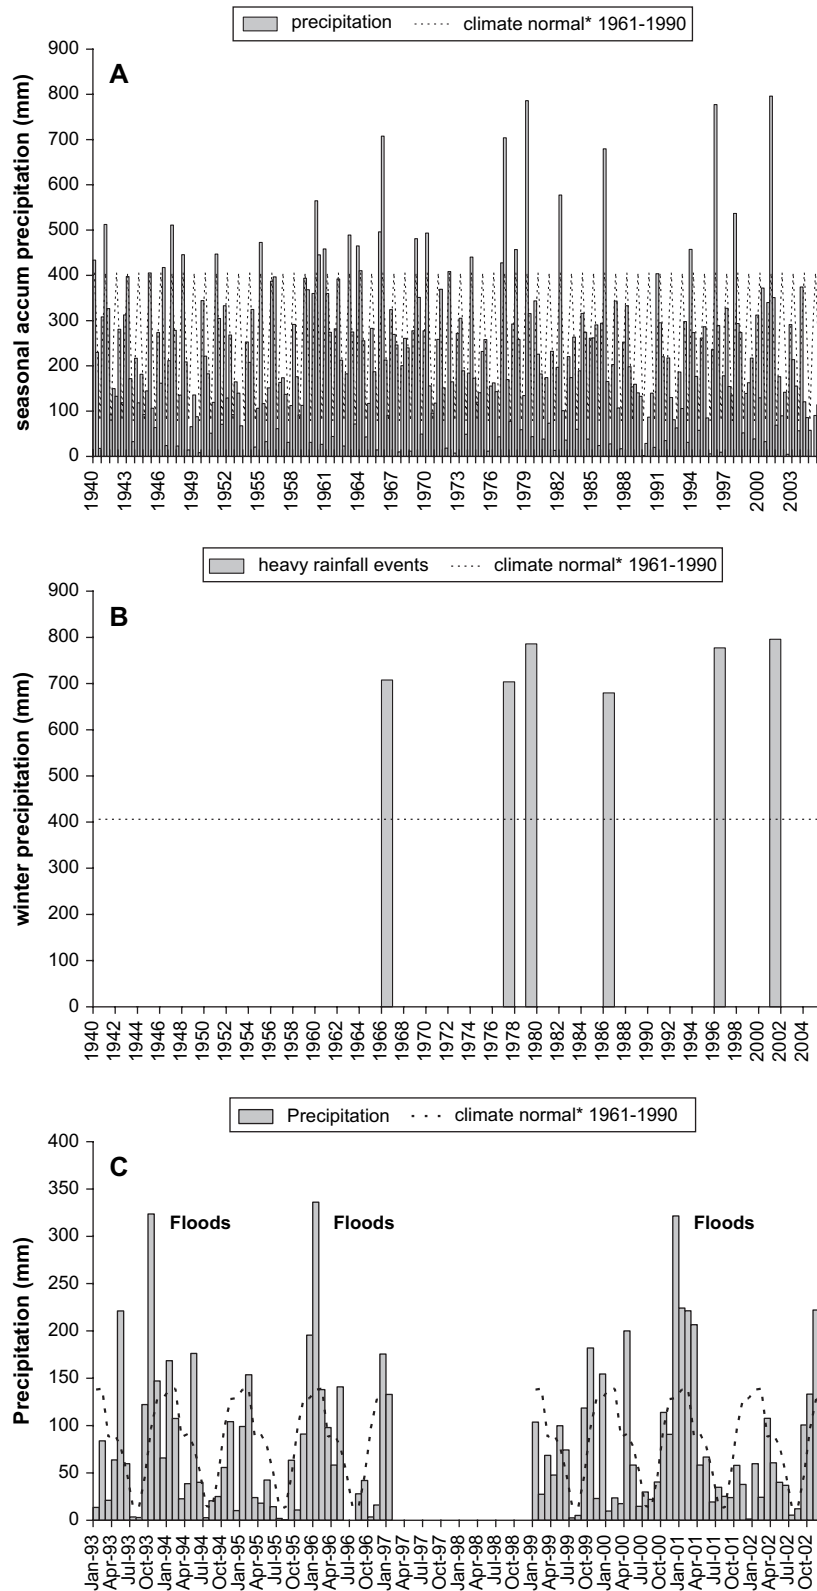 precipitation climate normal* 1961-1990
A
seasonal accum precipitation (mm)
900
800
700
600
500
400
300
200
100
0
1940 1943 1946 1949 1952 1955 1958 1961 1964 1967 1970 1973 1976 1979 1982 1985 1988 1991 1994 1997 2000 2003
heavy rainfall events climate normal* 1961-1990
B
winter precipitation (mm)
900
800
700
600
500
400
300
200
100
0
1940 1942 1944 1946 1948 1950 1952 1954 1956 1958 1960 1962 1964 1966 1968 1970 1972 1974 1976 1978 1980 1982 1984 1986 1988 1990 1992 1994 1996 1998 2000 2002 2004
Precipitation climate normal* 1961-1990
C
Precipitation (mm)
400
350
300
250
200
150
100
50
0
Floods Floods Floods
Jan-93 Apr-93 Jul-93 Oct-93 Jan-94 Apr-94 Jul-94 Oct-94 Jan-95 Apr-95 Jul-95 Oct-95 Jan-96 Apr-96 Jul-96 Oct-96 Jan-97 Apr-97 Jul-97 Oct-97 Jan-98 Apr-98 Jul-98 Oct-98 Jan-99 Apr-99 Jul-99 Oct-99 Jan-00 Apr-00 Jul-00 Oct-00 Jan-01 Apr-01 Jul-01 Oct-01 Jan-02 Apr-02 Jul-02 Oct-02